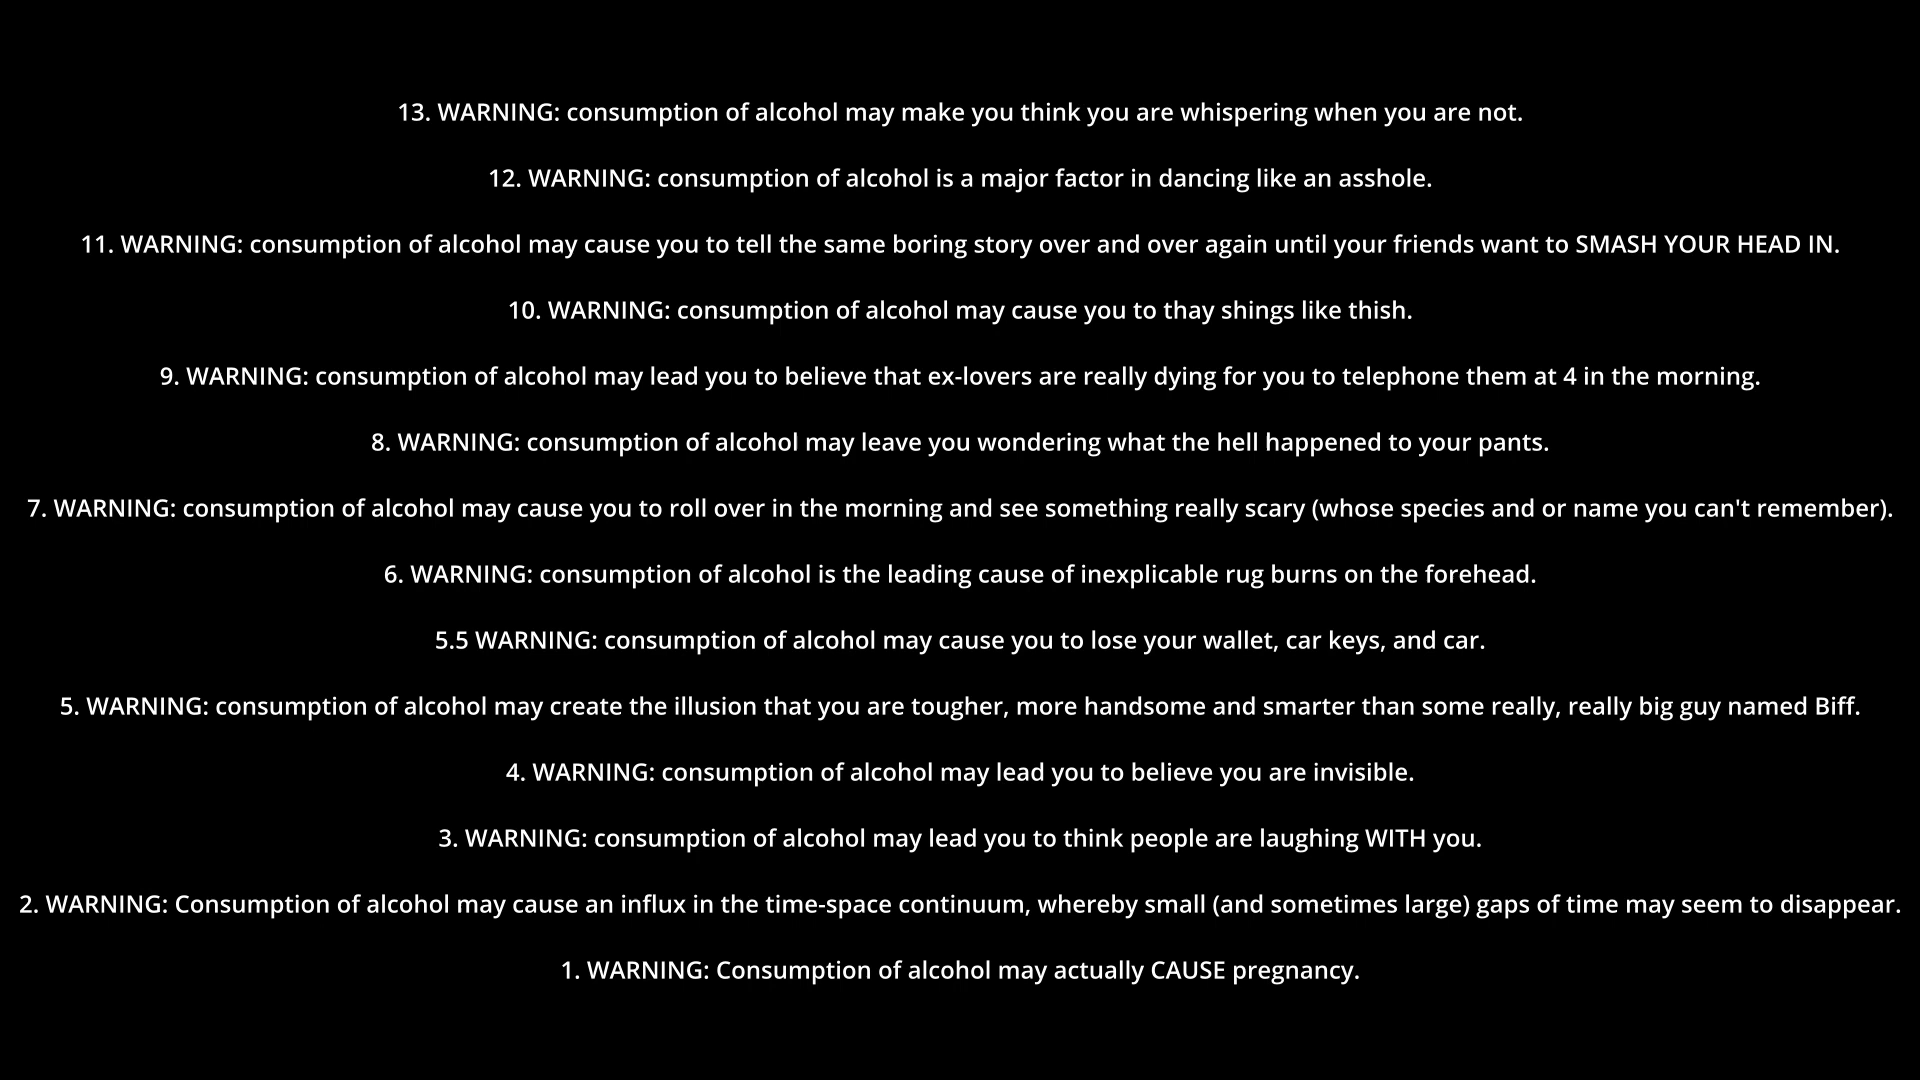 13. WARNING: consumption of alcohol may make you think you are whispering when you are not.
12. WARNING: consumption of alcohol is a major factor in dancing like an asshole.
11. WARNING: consumption of alcohol may cause you to tell the same boring story over and over again until your friends want to SMASH YOUR HEAD IN.
10. WARNING: consumption of alcohol may cause you to thay shings like thish.
9. WARNING: consumption of alcohol may lead you to believe that ex-lovers are really dying for you to telephone them at 4 in the morning.
8. WARNING: consumption of alcohol may leave you wondering what the hell happened to your pants.
7. WARNING: consumption of alcohol may cause you to roll over in the morning and see something really scary (whose species and or name you can't remember).
6. WARNING: consumption of alcohol is the leading cause of inexplicable rug burns on the forehead.
5.5 WARNING: consumption of alcohol may cause you to lose your wallet, car keys, and car.
5. WARNING: consumption of alcohol may create the illusion that you are tougher, more handsome and smarter than some really, really big guy named Biff.
4. WARNING: consumption of alcohol may lead you to believe you are invisible.
3. WARNING: consumption of alcohol may lead you to think people are laughing WITH you.
2. WARNING: Consumption of alcohol may cause an influx in the time-space continuum, whereby small (and sometimes large) gaps of time may seem to disappear.
1. WARNING: Consumption of alcohol may actually CAUSE pregnancy.